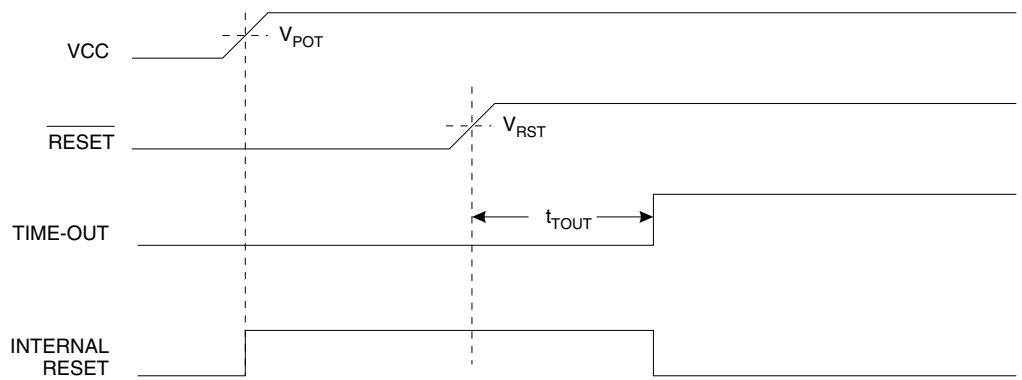 VCC
VPOT
RESET
VRST
TIME-OUT
tTOUT
INTERNAL
RESET